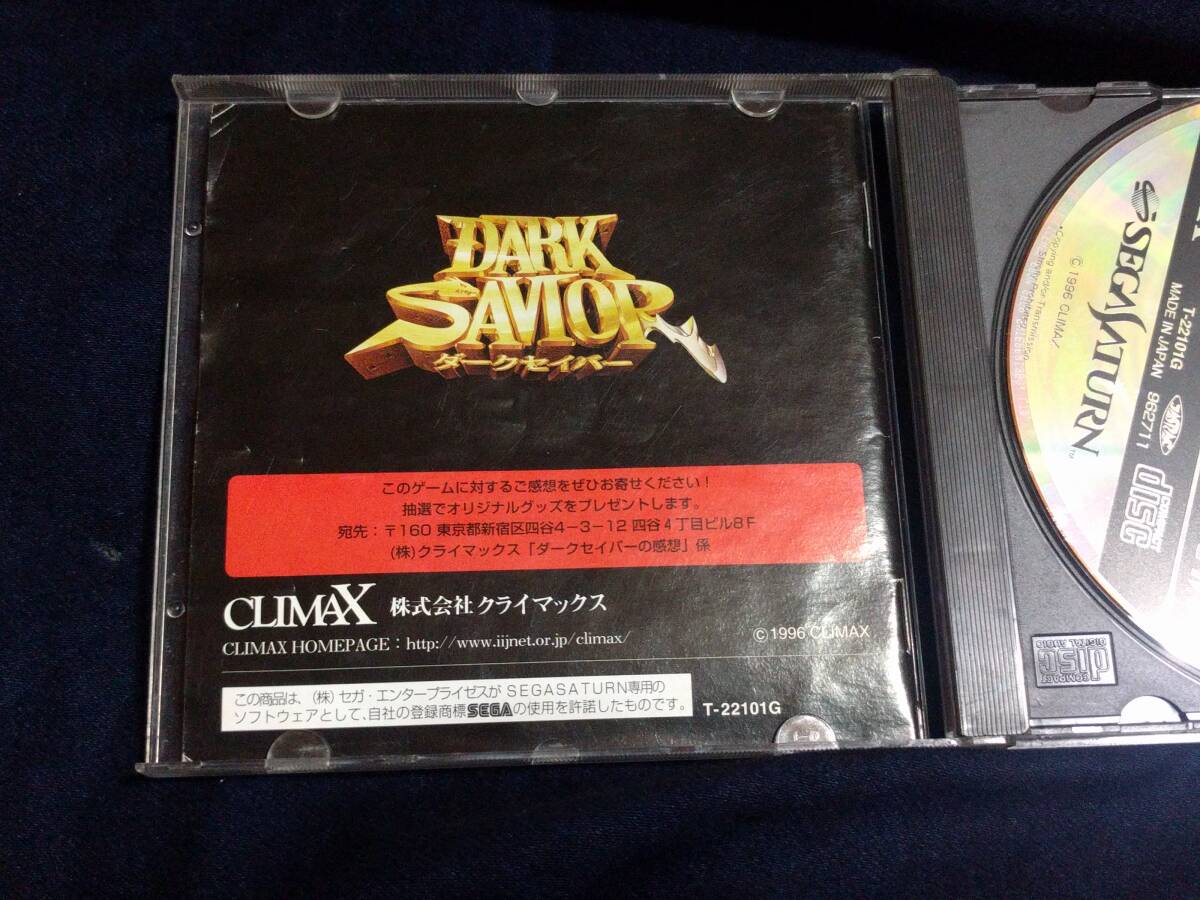 DARK
SAVIOR
ダークセイバー
このゲームに対するご感想をぜひお寄せください!
抽選でオリジナルグッズをプレゼントします。
宛先:〒160 東京都新宿区四谷4-3-12 四谷4丁目ビル8F
(株)クライマックス「ダークセイバーの感想」係
CLIMAX 株式会社クライマックス
CLIMAX HOMEPAGE:http://www.iijnet.or.jp/climax/
©1996 CLIMAX
この商品は、(株)セガ・エンタープライゼスがSEGASATURN専用の
ソフトウェアとして、自社の登録商標SEGAの使用を許諾したものです。
T-22101G
SEGASATURN™
© 1996 CLIMAX
T-22101G
MADE IN JAPAN 962711
COMPACT
disc
COMPACT
disc
DIGITAL AUDIO